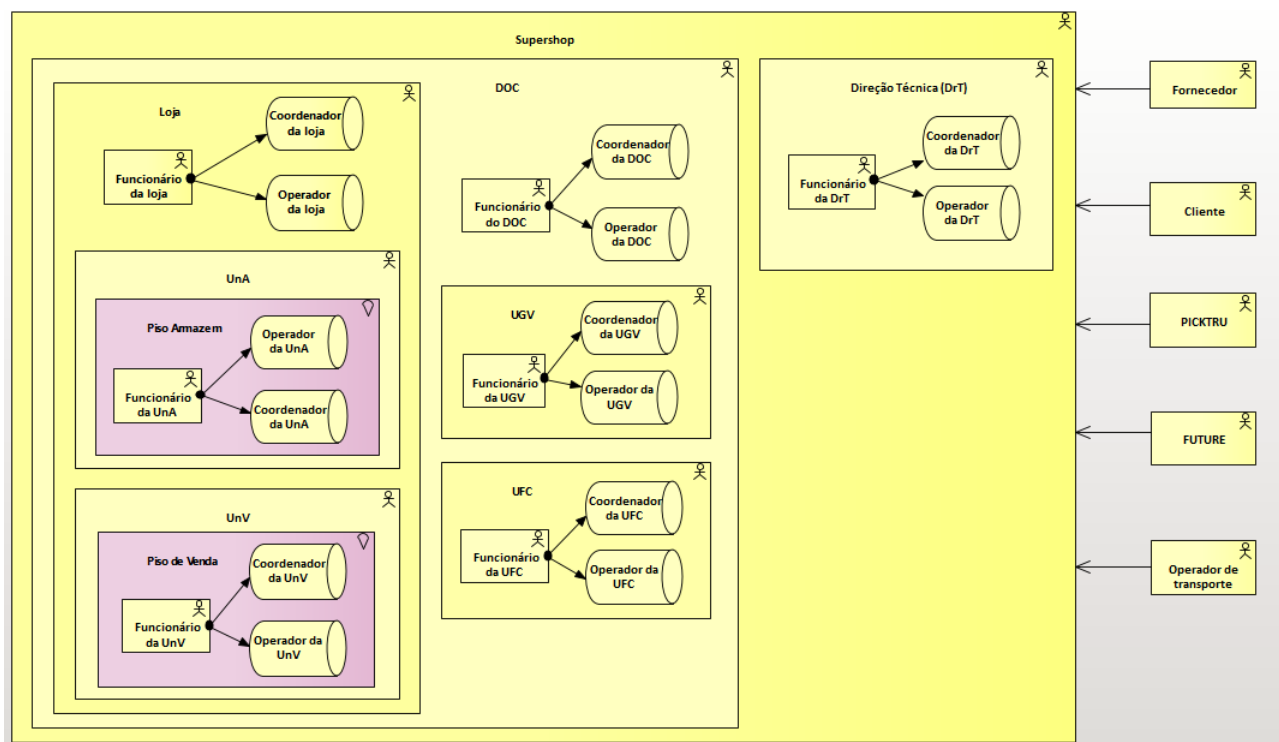 Supershop
DOC
Loja
Coordenador
da loja
Funcionário
da loja
Operador
da loja
UnA
Piso Armazem
Operador
da UnA
Funcionário
da UnA
Coordenador
da UnA
UnV
Piso de Venda
Coordenador
da UnV
Funcionário
da UnV
Operador da
UnV
Coordenador
da DOC
Funcionário
do DOC
Operador
da DOC
UGV
Coordenador
da UGV
Funcionário
da UGV
Operador da
UGV
UFC
Coordenador
da UFC
Funcionário
da UFC
Operador da
UFC
Direção Técnica (DrT)
Coordenador
da DrT
Funcionário
da DrT
Operador
da DrT
Fornecedor
Cliente
PICKTRU
FUTURE
Operador de
transporte